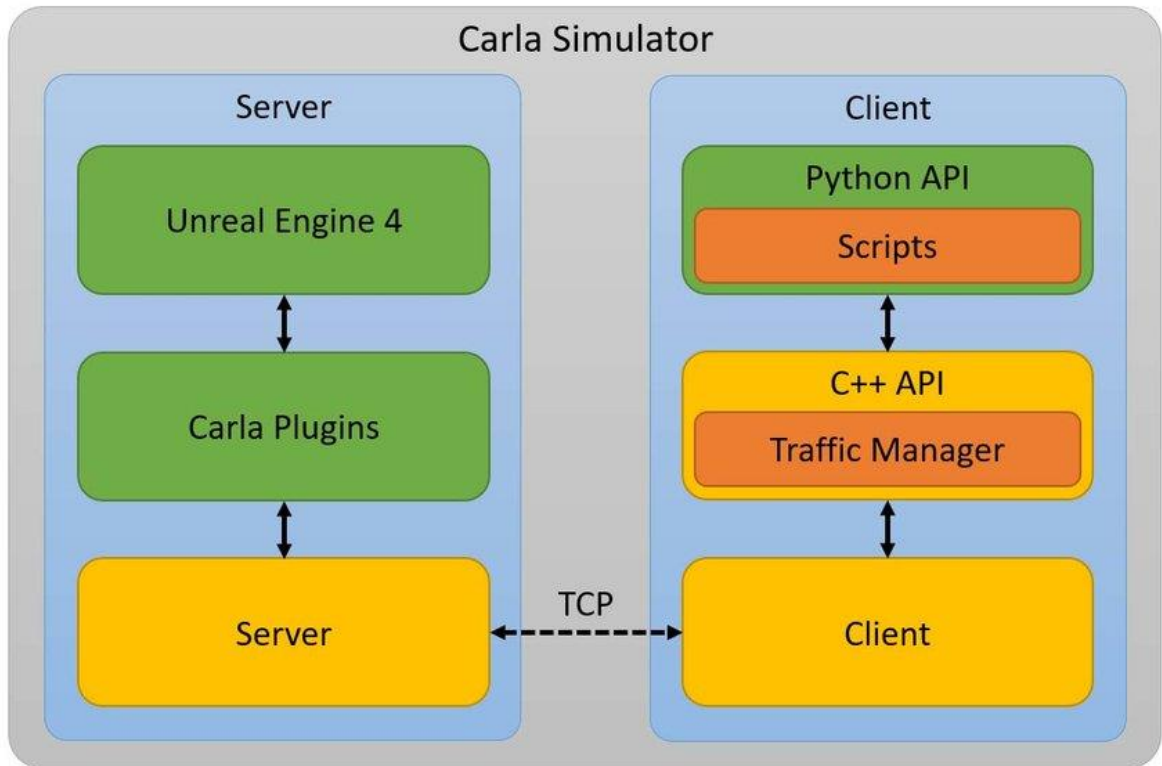 Carla Simulator
Server
Unreal Engine 4
Carla Plugins
Server
TCP
Client
Python API
Scripts
C++ API
Traffic Manager
Client